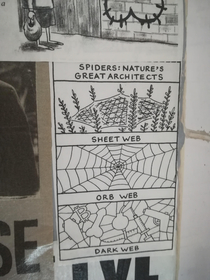 SPIDERS: NATURE'S
GREAT ARCHITECTS
SHEET WEB
ORB WEB
DARK WEB